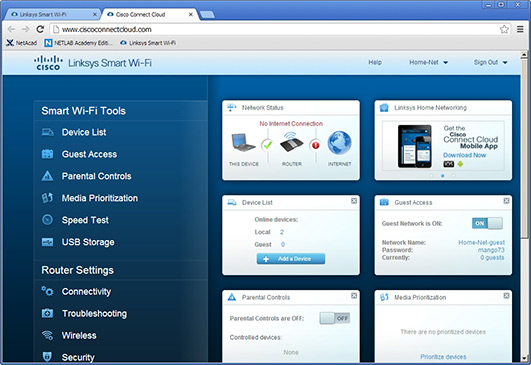 Linksys Smart Wi-Fi
Cisco Connect Cloud
www.ciscoconnectcloud.com
NetAcad
NETLAB Academy Editi...
Linksys Smart Wi-Fi
CISCO
Linksys Smart Wi-Fi
Help
Home-Net
Sign Out
Smart Wi-Fi Tools
Device List
Guest Access
Parental Controls
Media Prioritization
Speed Test
USB Storage
Router Settings
Connectivity
Troubleshooting
Wireless
Security
Network Status
No Internet Connection
THIS DEVICE
ROUTER
INTERNET
Linksys Home Networking
Get the
Cisco
Connect Cloud
Mobile App
Download Now
Device List
Online devices:
Local 2
Guest 0
Add a Device
Guest Access
Guest Network is ON:
ON
Network Name: Home-Net-guest
Password: mango73
Currently: 0 guests
Parental Controls
Parental Controls are OFF:
OFF
Controlled devices:
None
Media Prioritization
There are no prioritized devices
Prioritize devices